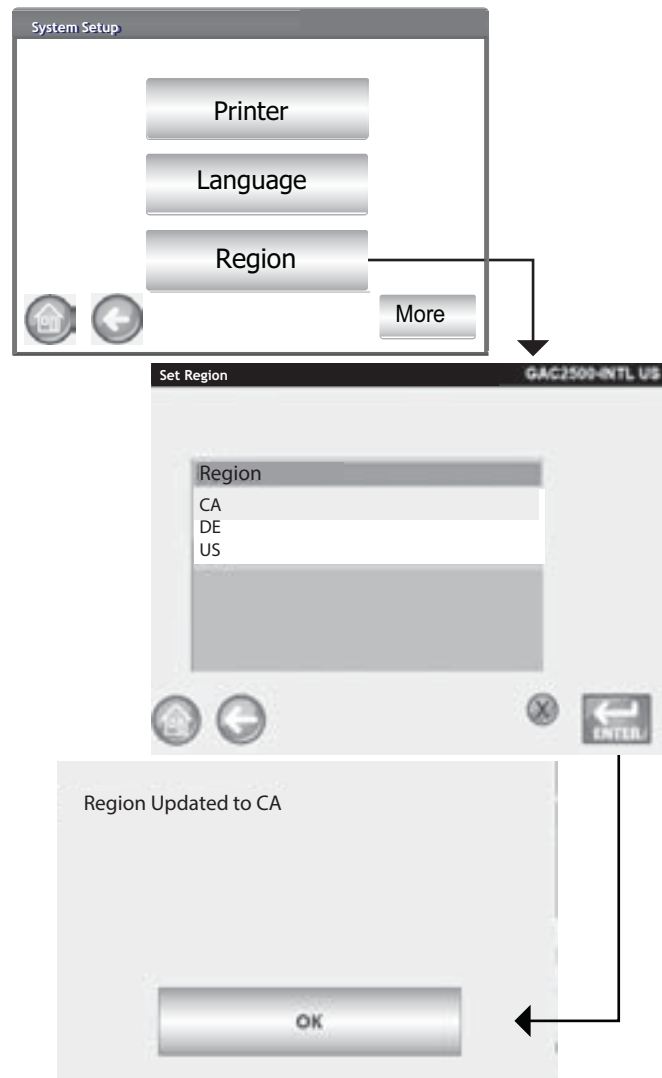 System Setup
Printer
Language
Region
More
Set Region
GAC2500-INTL US
Region
CA
DE
US
ENTER
Region Updated to CA
OK